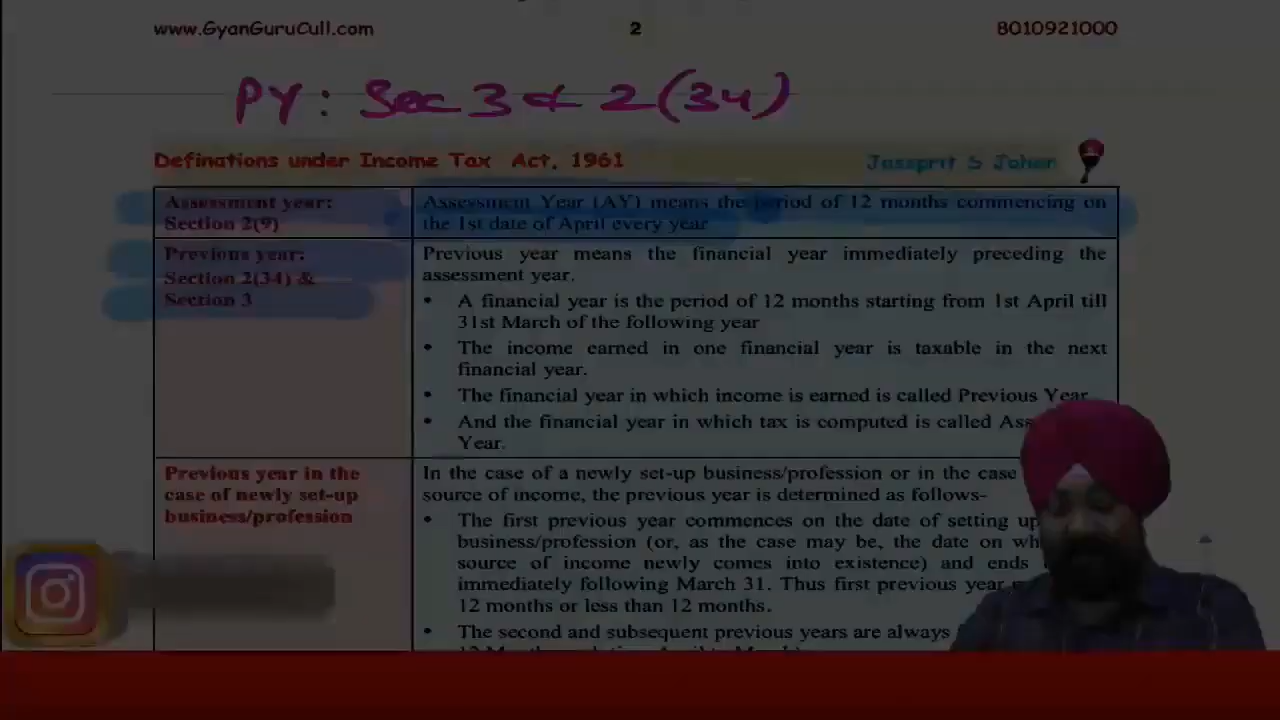 www.GyanGuruCull.com 2 8010921000
PY: Sec 3 & 2(34)
Definations under Income Tax Act, 1961 Jassprit S Johar
Assessment year:
Section 2(9)
Assessment Year (AY) means the period of 12 months commencing on
the 1st date of April every year
Previous year:
Section 2(34) &
Section 3
Previous year means the financial year immediately preceding the
assessment year.
• A financial year is the period of 12 months starting from 1st April till
31st March of the following year
• The income earned in one financial year is taxable in the next
financial year.
• The financial year in which income is earned is called Previous Year
• And the financial year in which tax is computed is called Ass
Year.
Previous year in the
case of newly set-up
business/profession
In the case of a newly set-up business/profession or in the case
source of income, the previous year is determined as follows-
• The first previous year commences on the date of setting up
business/profession (or, as the case may be, the date on wh
source of income newly comes into existence) and ends
immediately following March 31. Thus first previous year
12 months or less than 12 months.
• The second and subsequent previous years are always